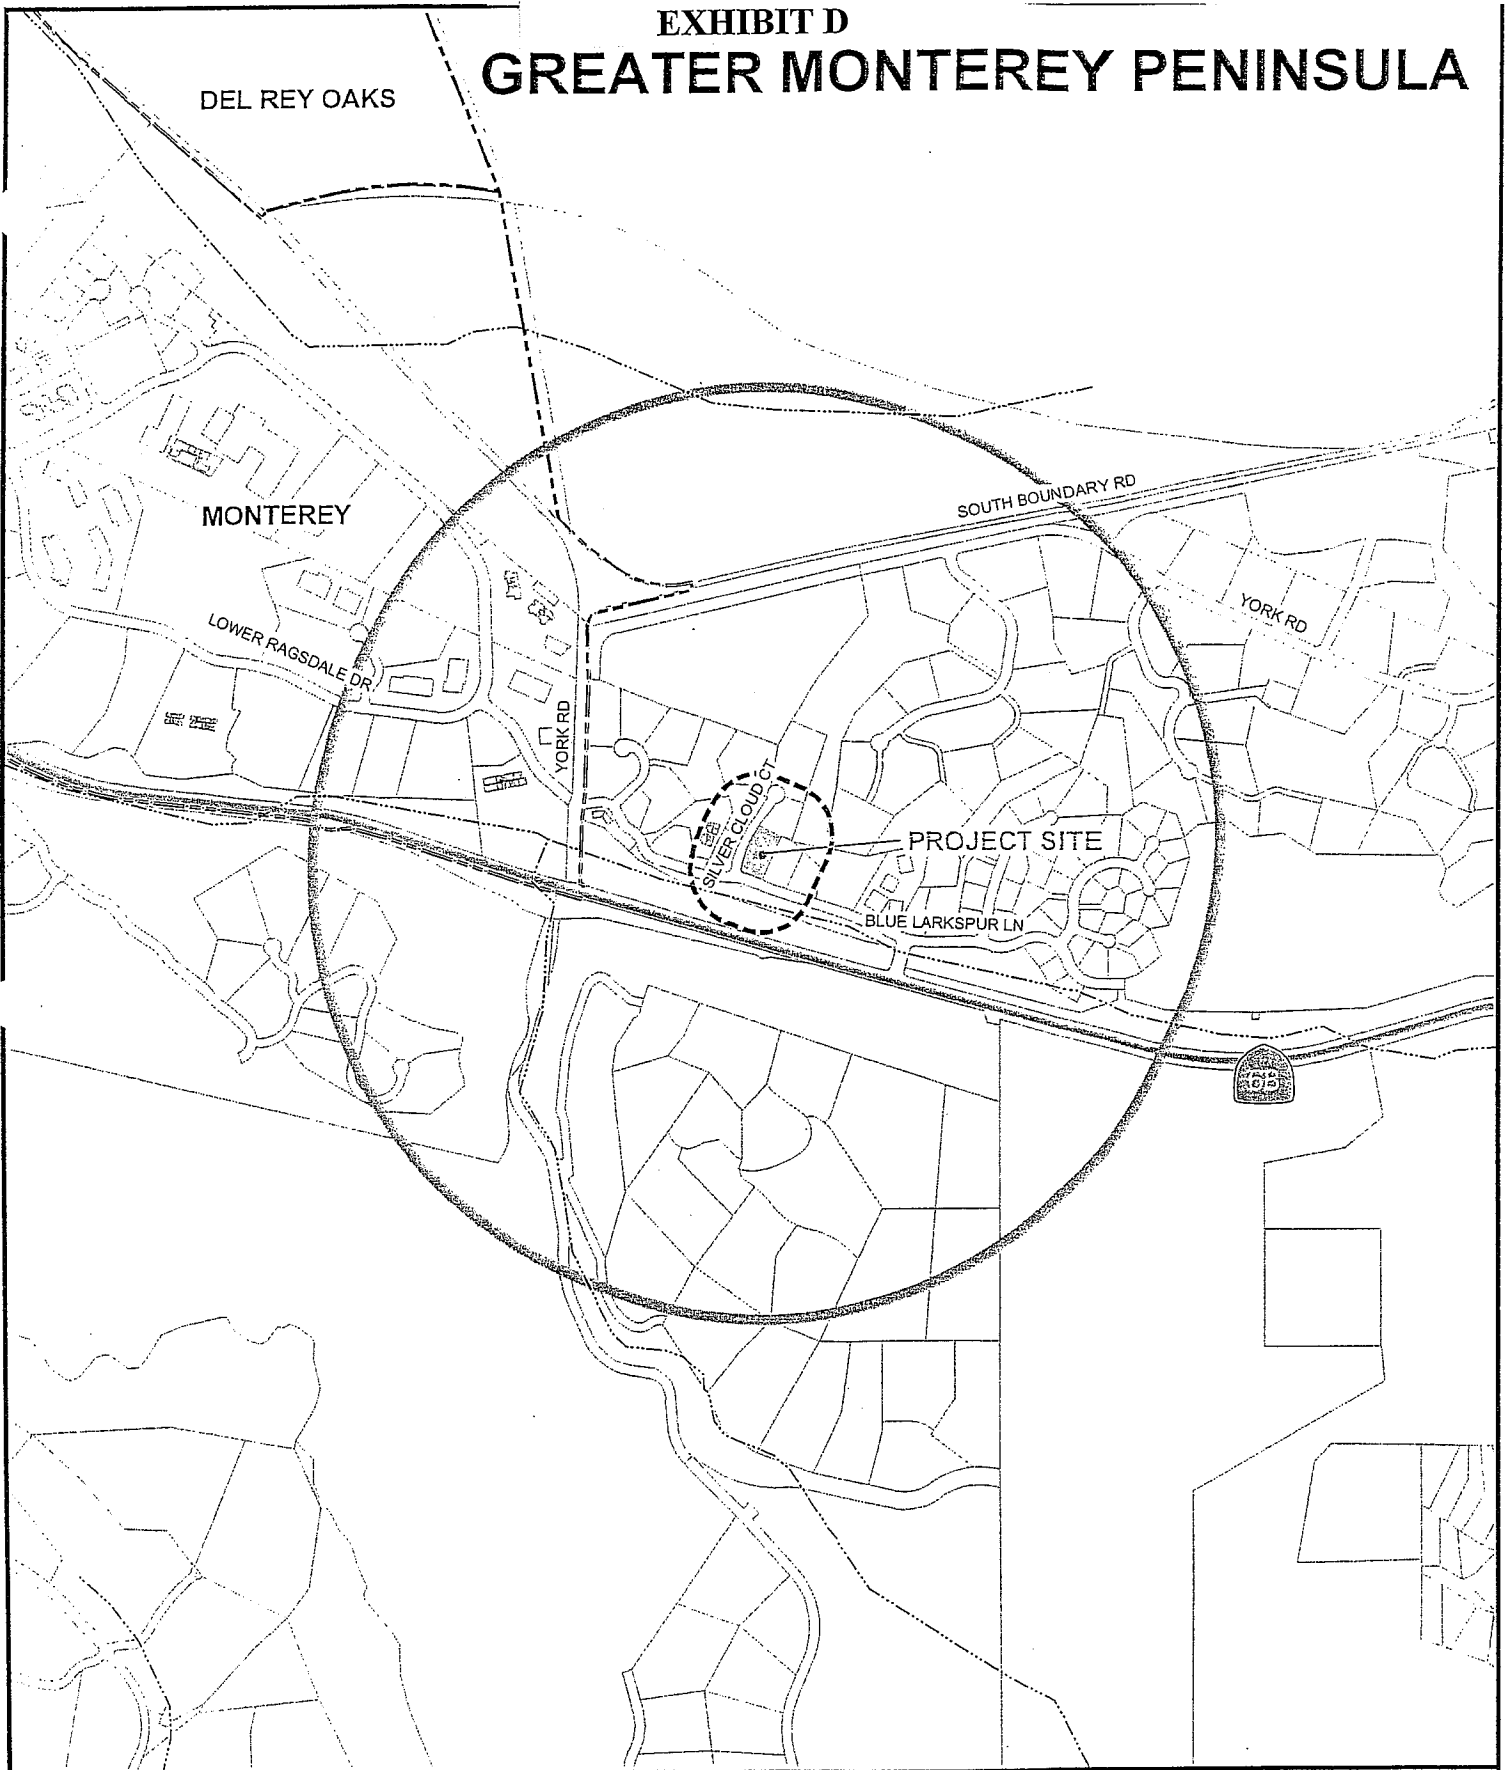 EXHIBIT D
GREATER MONTEREY PENINSULA
DEL REY OAKS
MONTEREY
SOUTH BOUNDARY RD
YORK RD
LOWER RAGSDALE DR
YORK RD
SILVER CLOUD CT
PROJECT SITE
BLUE LARKSPUR LN
68